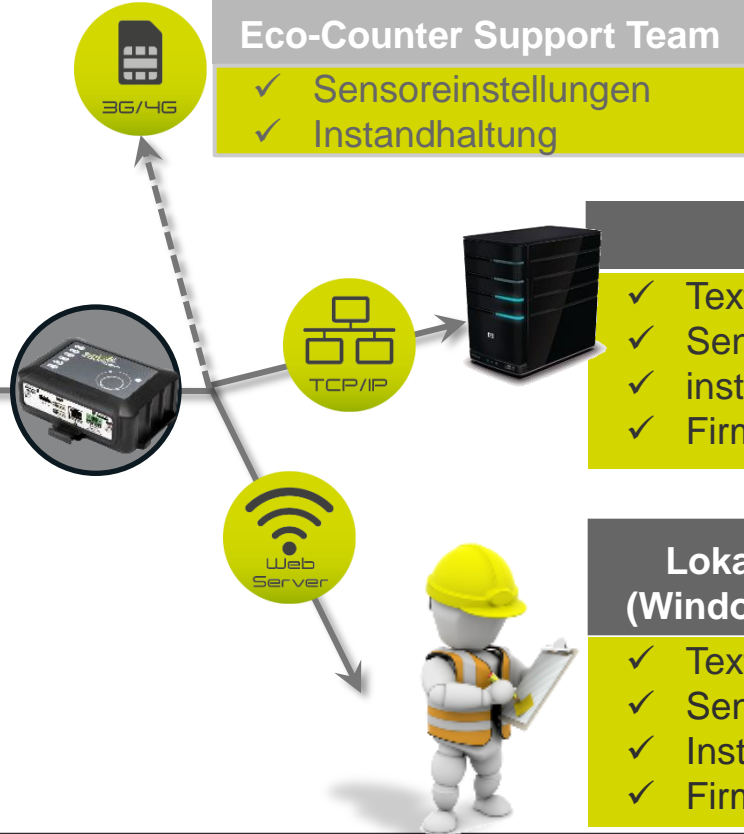 Eco-Counter Support Team
✓ Sensoreinstellungen
✓ Instandhaltung
3G/4G
✓ Tex
✓ Sen
✓ inst
✓ Firm
TCP/IP
Web
Server
Loka
(Windo
✓ Tex
✓ Sen
✓ Inst
✓ Firm